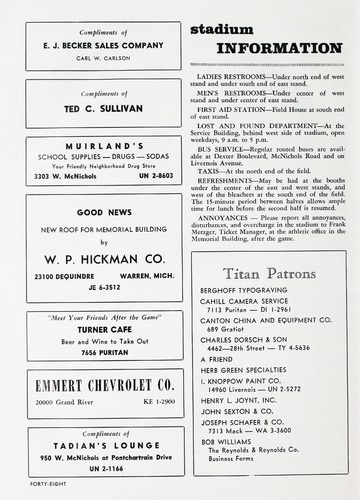 Compliments of
E. J. BECKER SALES COMPANY
CARL W. CARLSON
Compliments of
TED C. SULLIVAN
MUIRLAND'S
SCHOOL SUPPLIES — DRUGS — SODAS
Your Friendly Neighborhood Drug Store
3303 W. McNichols UN 2-8603
GOOD NEWS
NEW ROOF FOR MEMORIAL BUILDING
by
W. P. HICKMAN CO.
23100 DEQUINDRE WARREN, MICH.
JE 6-3512
"Meet Your Friends After the Game"
TURNER CAFE
Beer and Wine to Take Out
7656 PURITAN
EMMERT CHEVROLET CO.
20000 Grand River KE 1-2900
Compliments of
TADIAN'S LOUNGE
950 W. McNichols at Pontchartrain Drive
UN 2-1166
FORTY-EIGHT
stadium
INFORMATION
LADIES RESTROOMS—Under north end of west
stand and under south end of east stand.
MEN'S RESTROOMS—Under center of west
stand and under center of east stand.
FIRST AID STATION—Field House at south end
of east stand.
LOST AND FOUND DEPARTMENT—At the
Service Building, behind west side of stadium, open
weekdays, 9 a.m. to 5 p.m.
BUS SERVICE—Regular routed buses are avail-
able at Dexter Boulevard, McNichols Road and on
Livernois Avenue.
TAXIS—At the north end of the field.
REFRESHMENTS—May be had at the booths
under the center of the east and west stands, and
west of the bleachers at the south end of the field.
The 15-minute period between halves allows ample
time for lunch before the second half is resumed.
ANNOYANCES — Please report all annoyances,
disturbances, and overcharge in the stadium to Frank
Metzger, Ticket Manager, at the athletic office in the
Memorial Building, after the game.
Titan Patrons
BERGHOFF TYPOGRAVING
CAHILL CAMERA SERVICE
7113 Puritan — DI 1-2961
CANTON CHINA AND EQUIPMENT CO.
689 Gratiot
CHARLES DORSCH & SON
4462—28th Street — TY 4-5636
A FRIEND
HERB GREEN SPECIALTIES
I. KNOPPOW PAINT CO.
14960 Livernois — UN 2-5272
HENRY L. JOYNT, INC.
JOHN SEXTON & CO.
JOSEPH SCHAFER & CO.
7313 Mack — WA 3-3600
BOB WILLIAMS
The Reynolds & Reynolds Co.
Business Forms